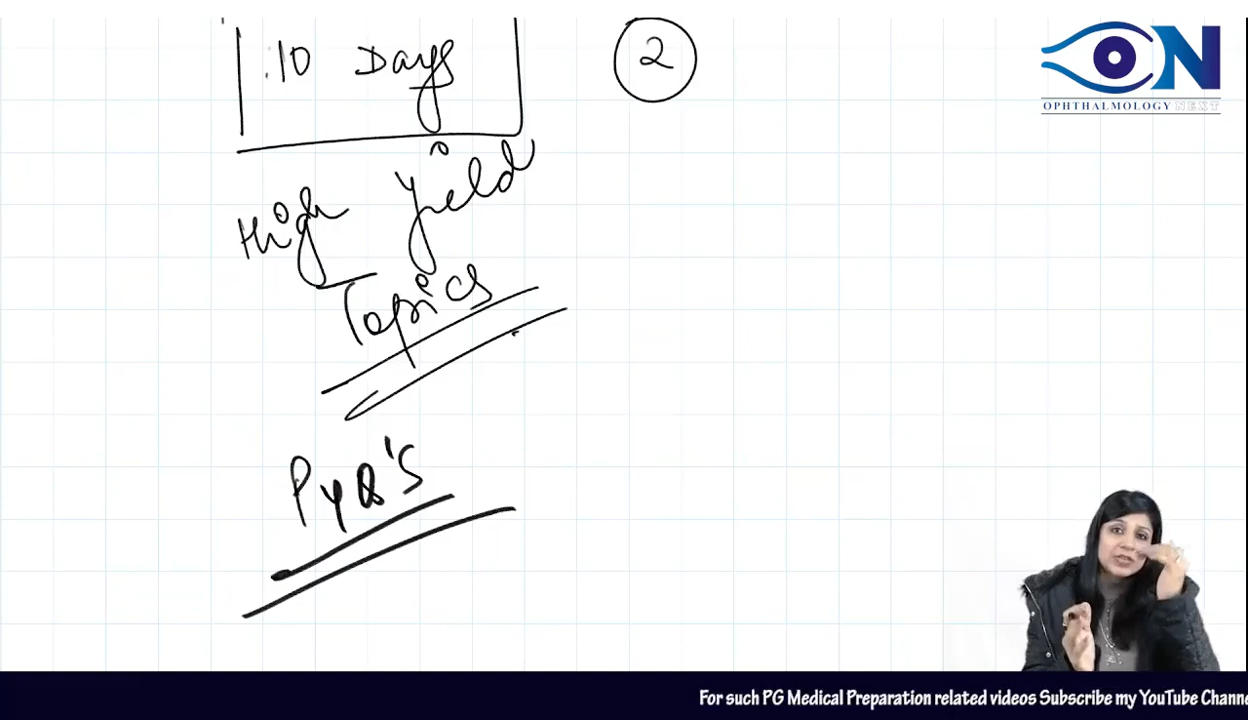 10 Days
2
High Yield
Topics
PYQ'S
ON
OPHTHALMOLOGY NEXT
For such PG Medical Preparation related videos Subscribe my YouTube Channe